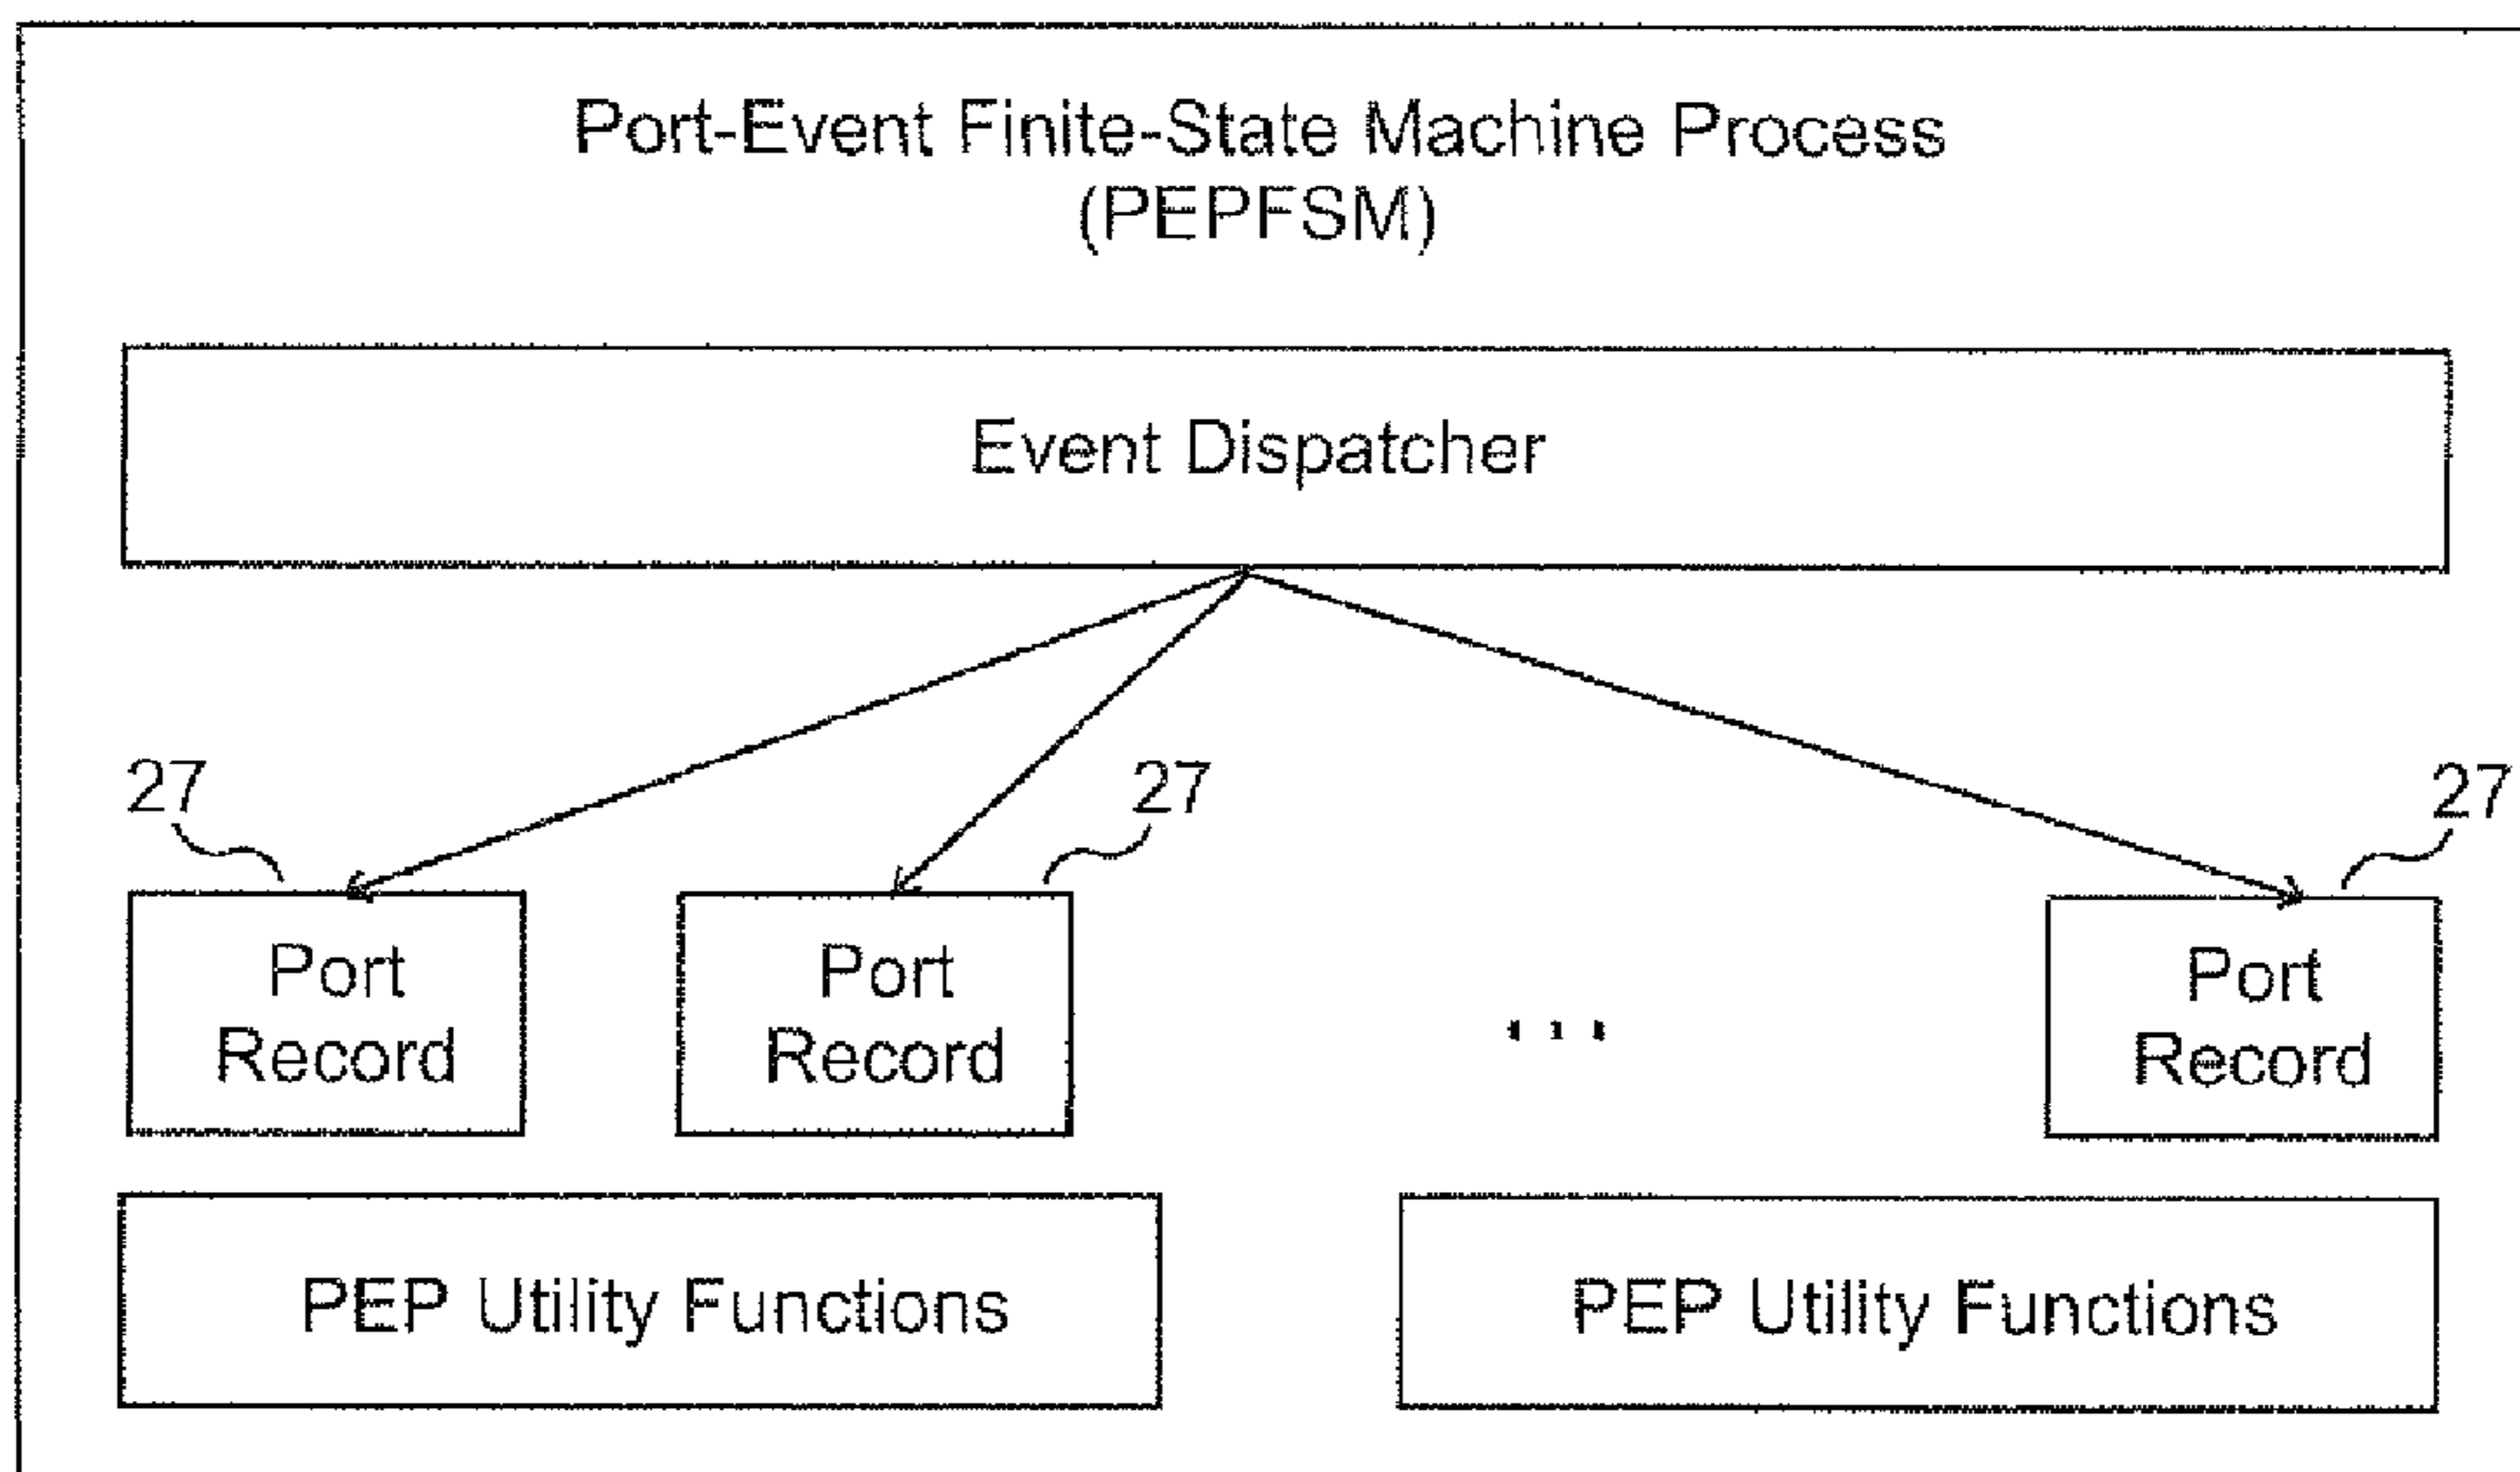 Port-Event Finite-State Machine Process
(PEPFSM)
Event Dispatcher
27
27
27
Port
Record
Port
Record
...
Port
Record
PEP Utility Functions
PEP Utility Functions